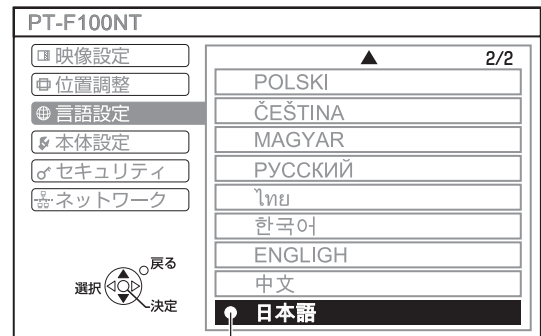 PT-F100NT
映像設定
位置調整
言語設定
本体設定
セキュリティ
ネットワーク
戻る
選択
決定
2/2
POLSKI
ČEŠTINA
MAGYAR
РУССКИЙ
ไทย
한국어
ENGLIGH
中文
日本語